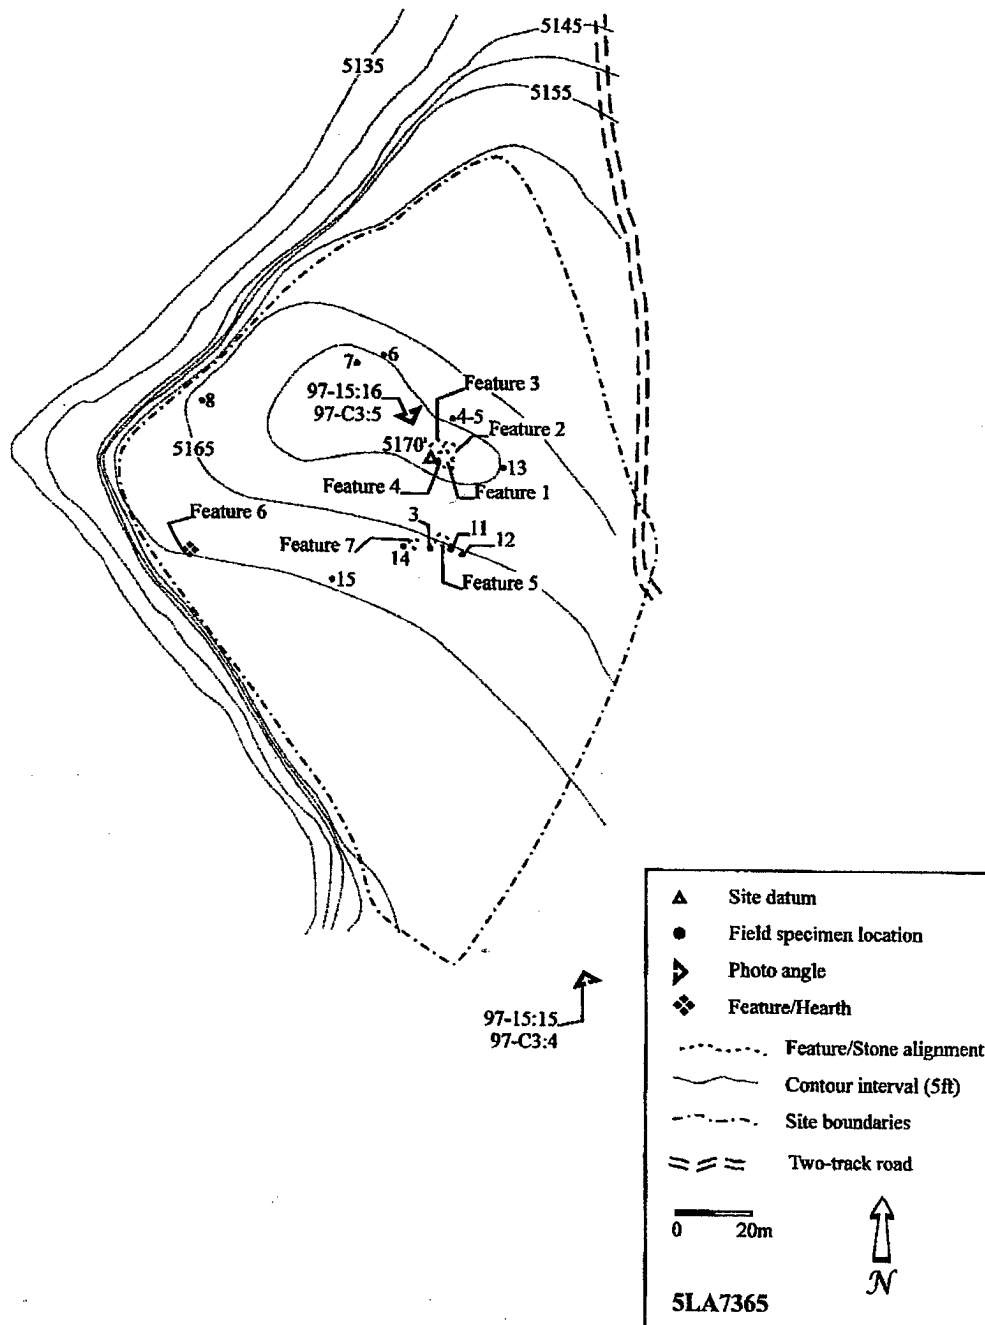 5145
5135
5155
7
6
97-15:16
97-C3:5
Feature 3
8
4-5
5170'
Feature 2
5165
13
Feature 4
Feature 1
Feature 6
3
11
Feature 7
14
12
15
Feature 5
97-15:15
97-C3:4
Site datum
Field specimen location
Photo angle
Feature/Hearth
Feature/Stone alignment
Contour interval (5ft)
Site boundaries
Two-track road
0 20m
N
5LA7365